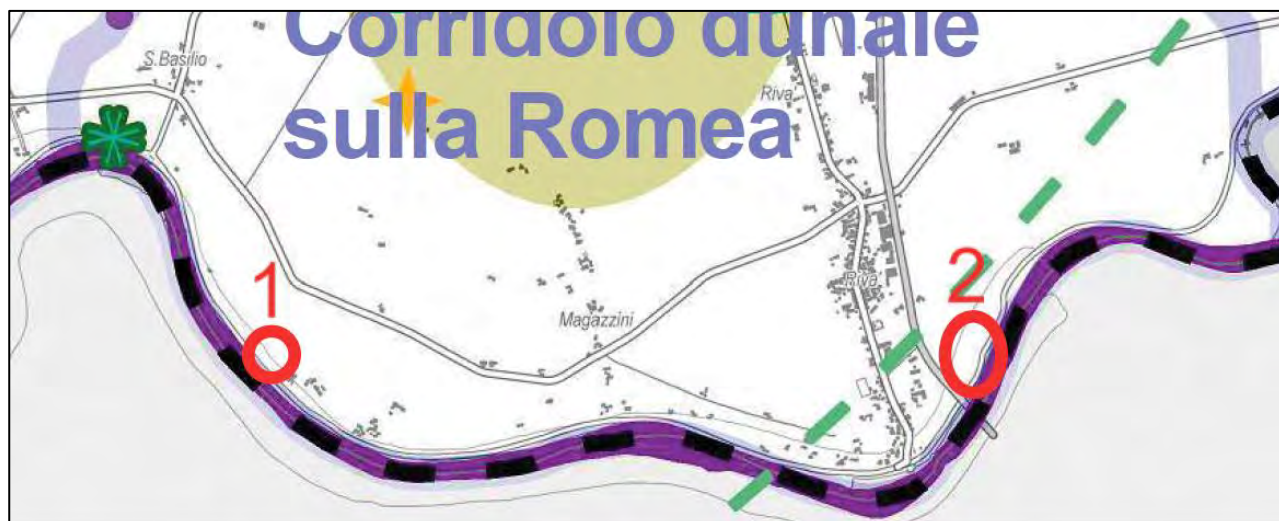 Corridoio dunale
sulla Romea
S.Basilio
Riva
1
2
Riva
Magazzini